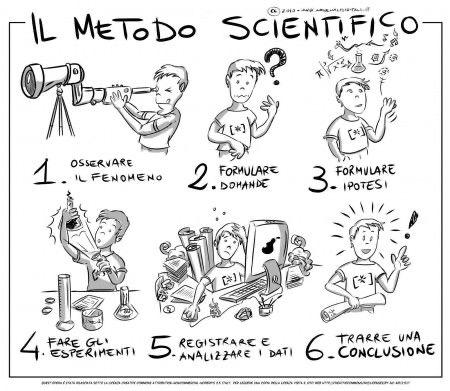 IL METODO SCIENTIFICO
?
[*]
[*]
1. OSSERVARE
IL FENOMENO
2. FORMULARE
DOMANDE
3. FORMULARE
IPOTESI
!
[*]
[*]
4. FARE GLI
ESPERIMENTI
5. REGISTRARE E
ANALIZZARE I DATI
6. TRARRE UNA
CONCLUSIONE